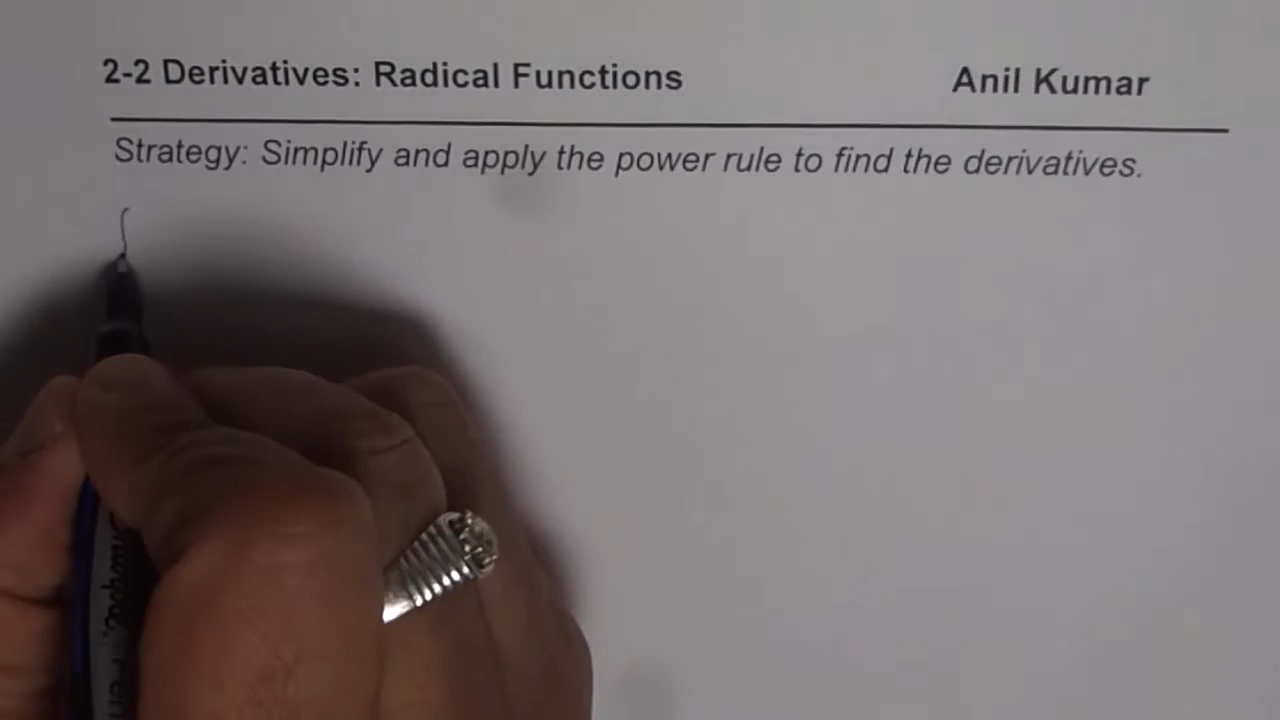 2-2 Derivatives: Radical Functions Anil Kumar
Strategy: Simplify and apply the power rule to find the derivatives.